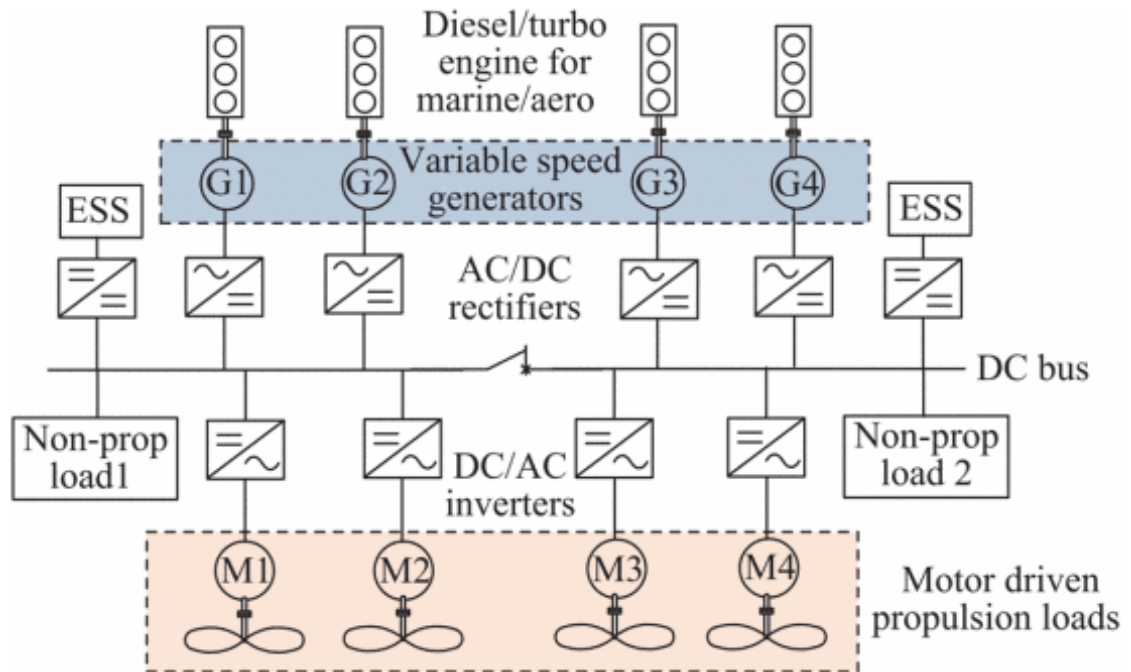 Diesel/turbo
engine for
marine/aero
Variable speed
generators
G1
G2
G3
G4
ESS
ESS
AC/DC
rectifiers
DC bus
Non-prop
load1
Non-prop
load 2
DC/AC
inverters
M1
M2
M3
M4
Motor driven
propulsion loads